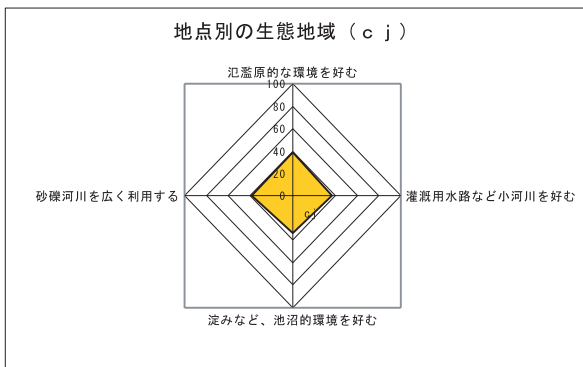 地点別の生態地域（ｃｊ）
氾濫原的な環境を好む
100
80
60
40
20
0
砂礫河川を広く利用する
灌漑用水路など小河川を好む
cj
淀みなど、池沼的環境を好む